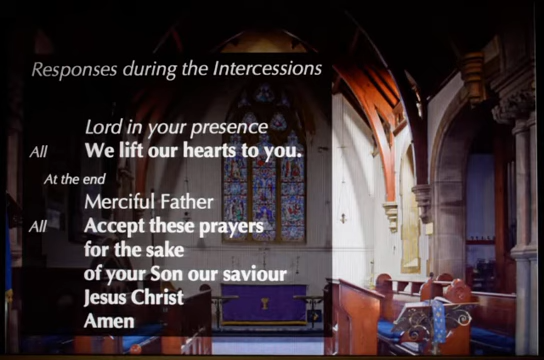 Responses during the Intercessions
Lord in your presence
All We lift our hearts to you.
At the end
Merciful Father
All Accept these prayers
for the sake
of your Son our saviour
Jesus Christ
Amen